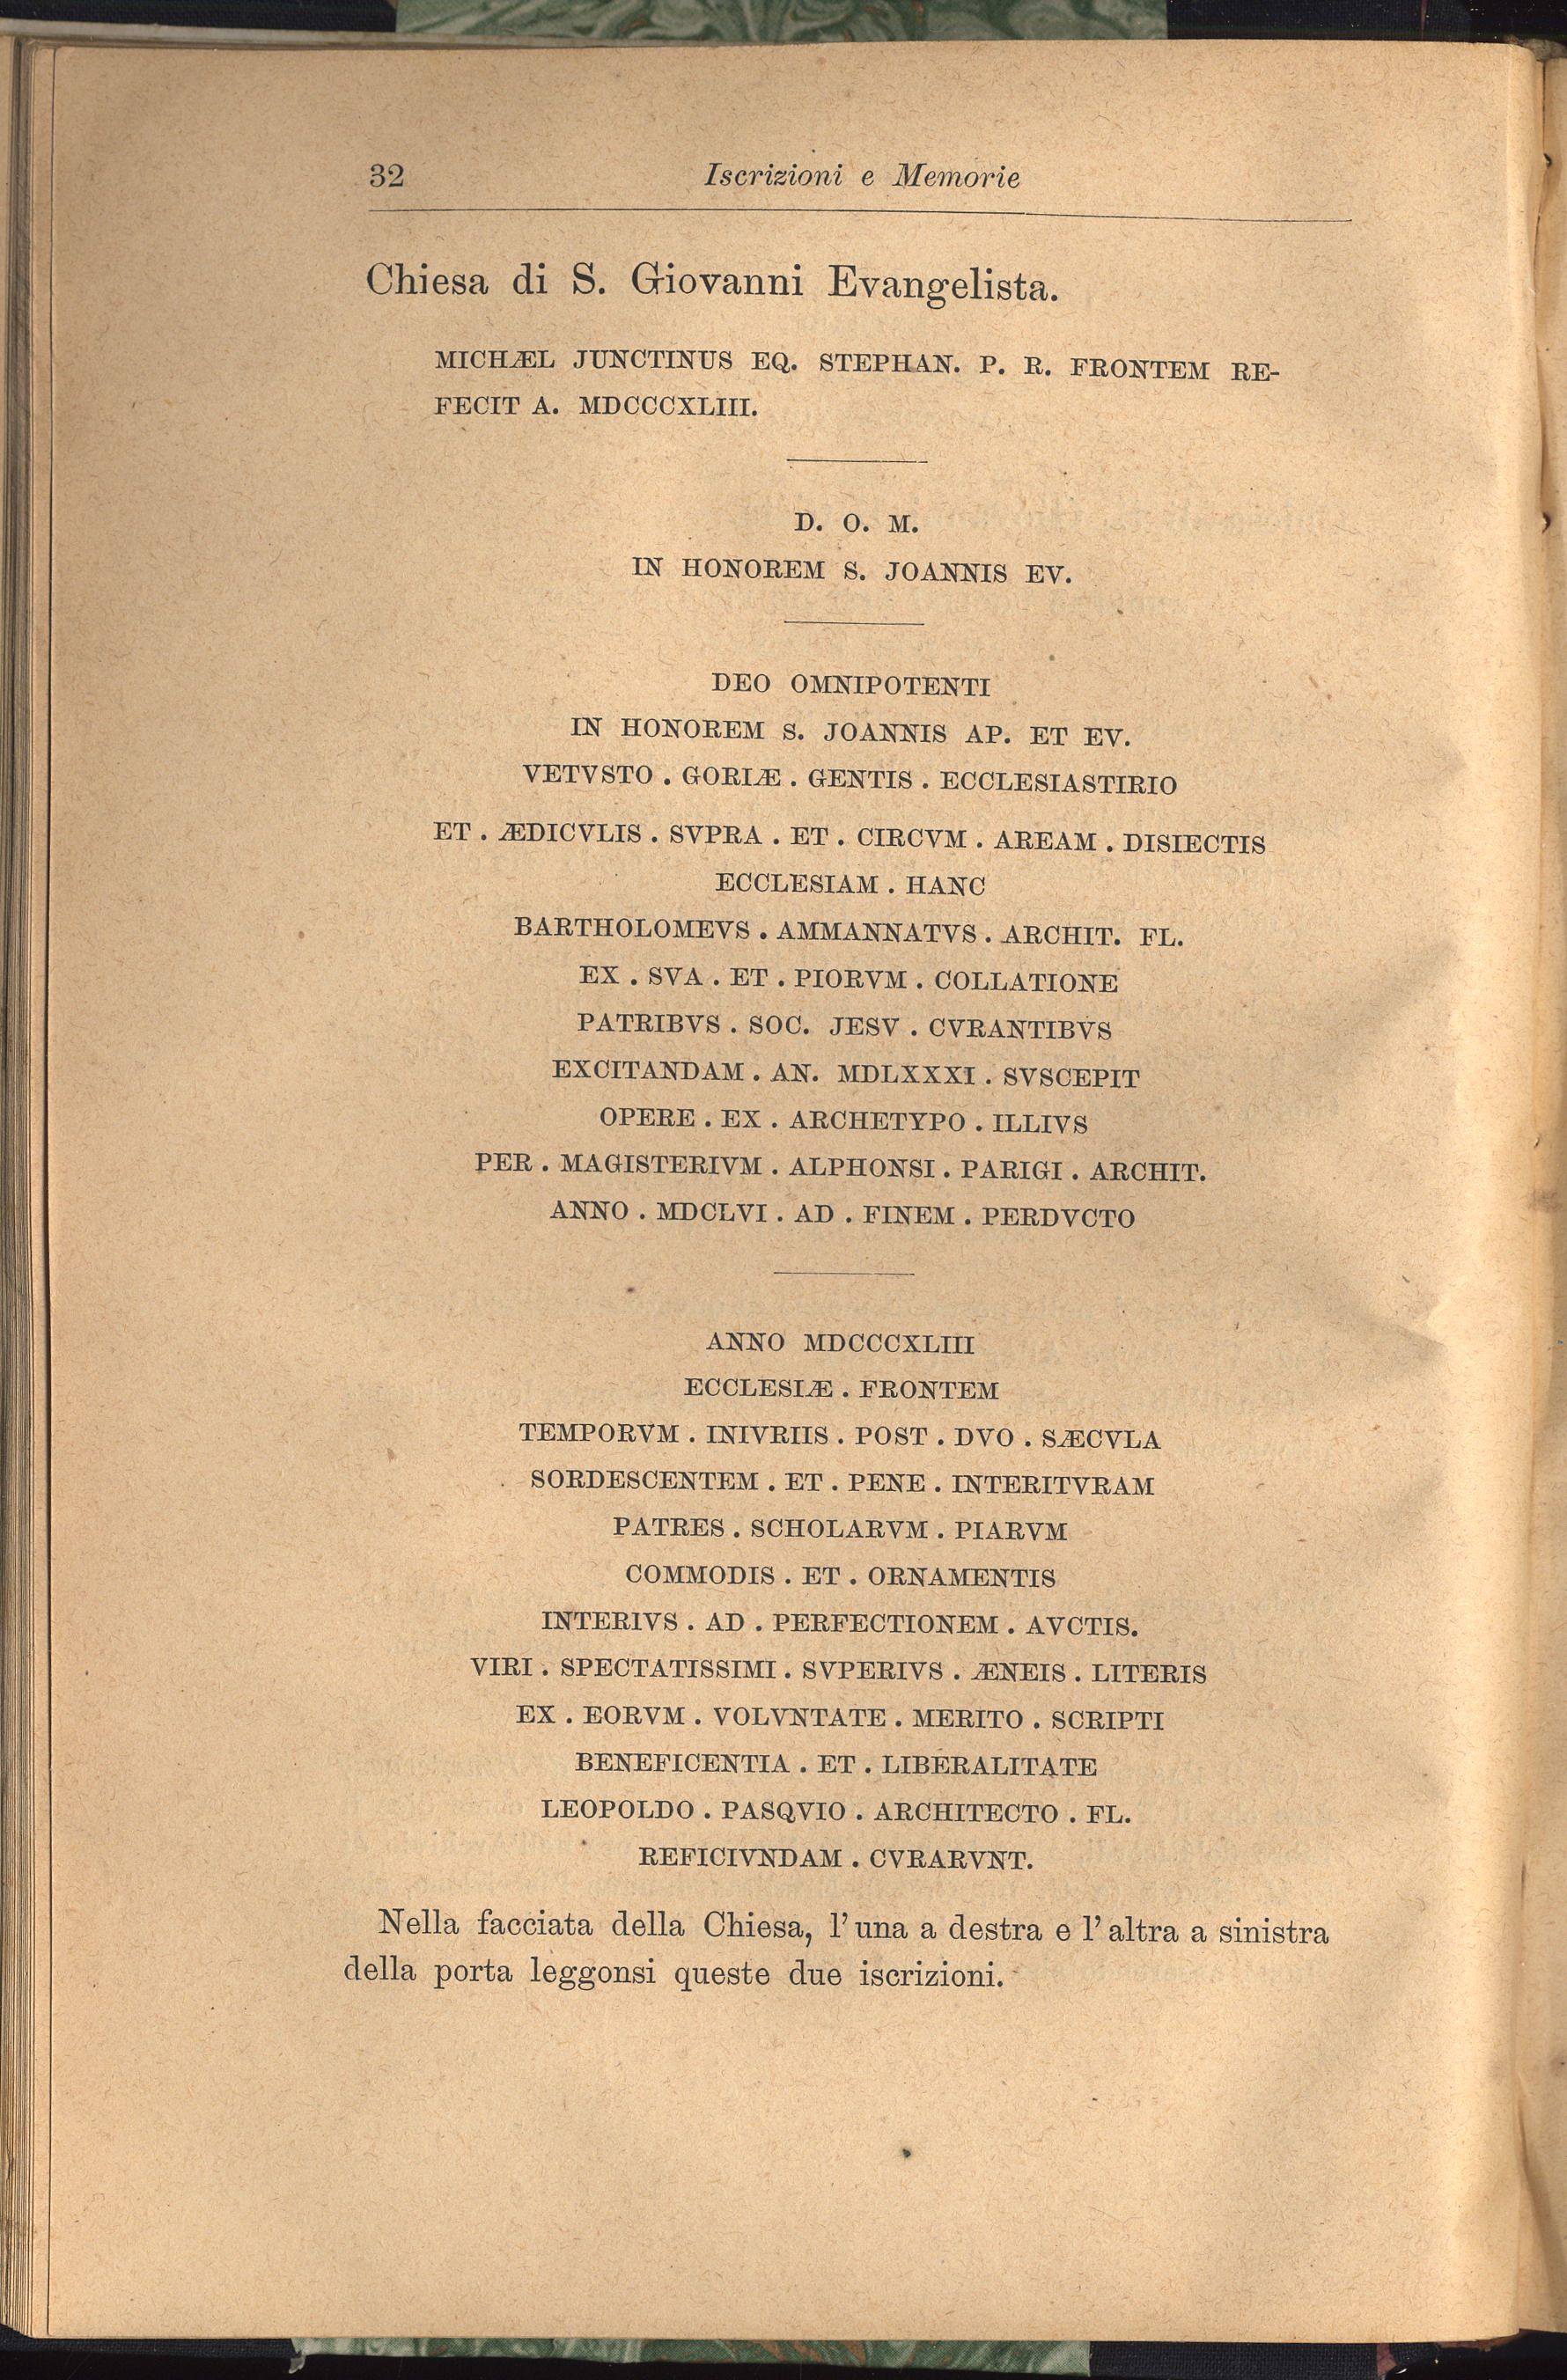 32
Iscrizioni e Memorie
Chiesa di S. Giovanni Evangelista.
MICHÆL JUNCTINUS EQ. STEPHAN. P. R. FRONTEM RE-
FECIT A. MDCCCXLIII.
D. O. M.
IN HONOREM S. JOANNIS EV.
DEO OMNIPOTENTI
IN HONOREM S. JOANNIS AP. ET EV.
VETVSTO . GORIÆ . GENTIS . ECCLESIASTIRIO
ET . ÆDICVLIS . SVPRA . ET . CIRCVM . AREAM . DISIECTIS
ECCLESIAM . HANC
BARTHOLOMEVS . AMMANNATVS . ARCHIT. FL.
EX . SVA . ET . PIORVM . COLLATIONE
PATRIBVS . SOC. JESV . CVRANTIBVS
EXCITANDAM . AN. MDLXXXI . SVSCEPIT
OPERE . EX . ARCHETYPO . ILLIVS
PER . MAGISTERIVM . ALPHONSI . PARIGI . ARCHIT.
ANNO . MDCLVI . AD . FINEM . PERDVCTO
ANNO MDCCCXLIII
ECCLESIÆ . FRONTEM
TEMPORVM . INIVRIIS . POST . DVO . SÆCVLA
SORDESCENTEM . ET . PENE . INTERITVRAM
PATRES . SCHOLARVM . PIARVM
COMMODIS . ET . ORNAMENTIS
INTERIVS . AD . PERFECTIONEM . AVCTIS.
VIRI . SPECTATISSIMI . SVPERIVS . ÆNEIS . LITERIS
EX . EORVM . VOLVNTATE . MERITO . SCRIPTI
BENEFICENTIA . ET . LIBERALITATE
LEOPOLDO . PASQVIO . ARCHITECTO . FL.
REFICIVNDAM . CVRARVNT.
Nella facciata della Chiesa, l'una a destra e l'altra a sinistra
della porta leggonsi queste due iscrizioni.